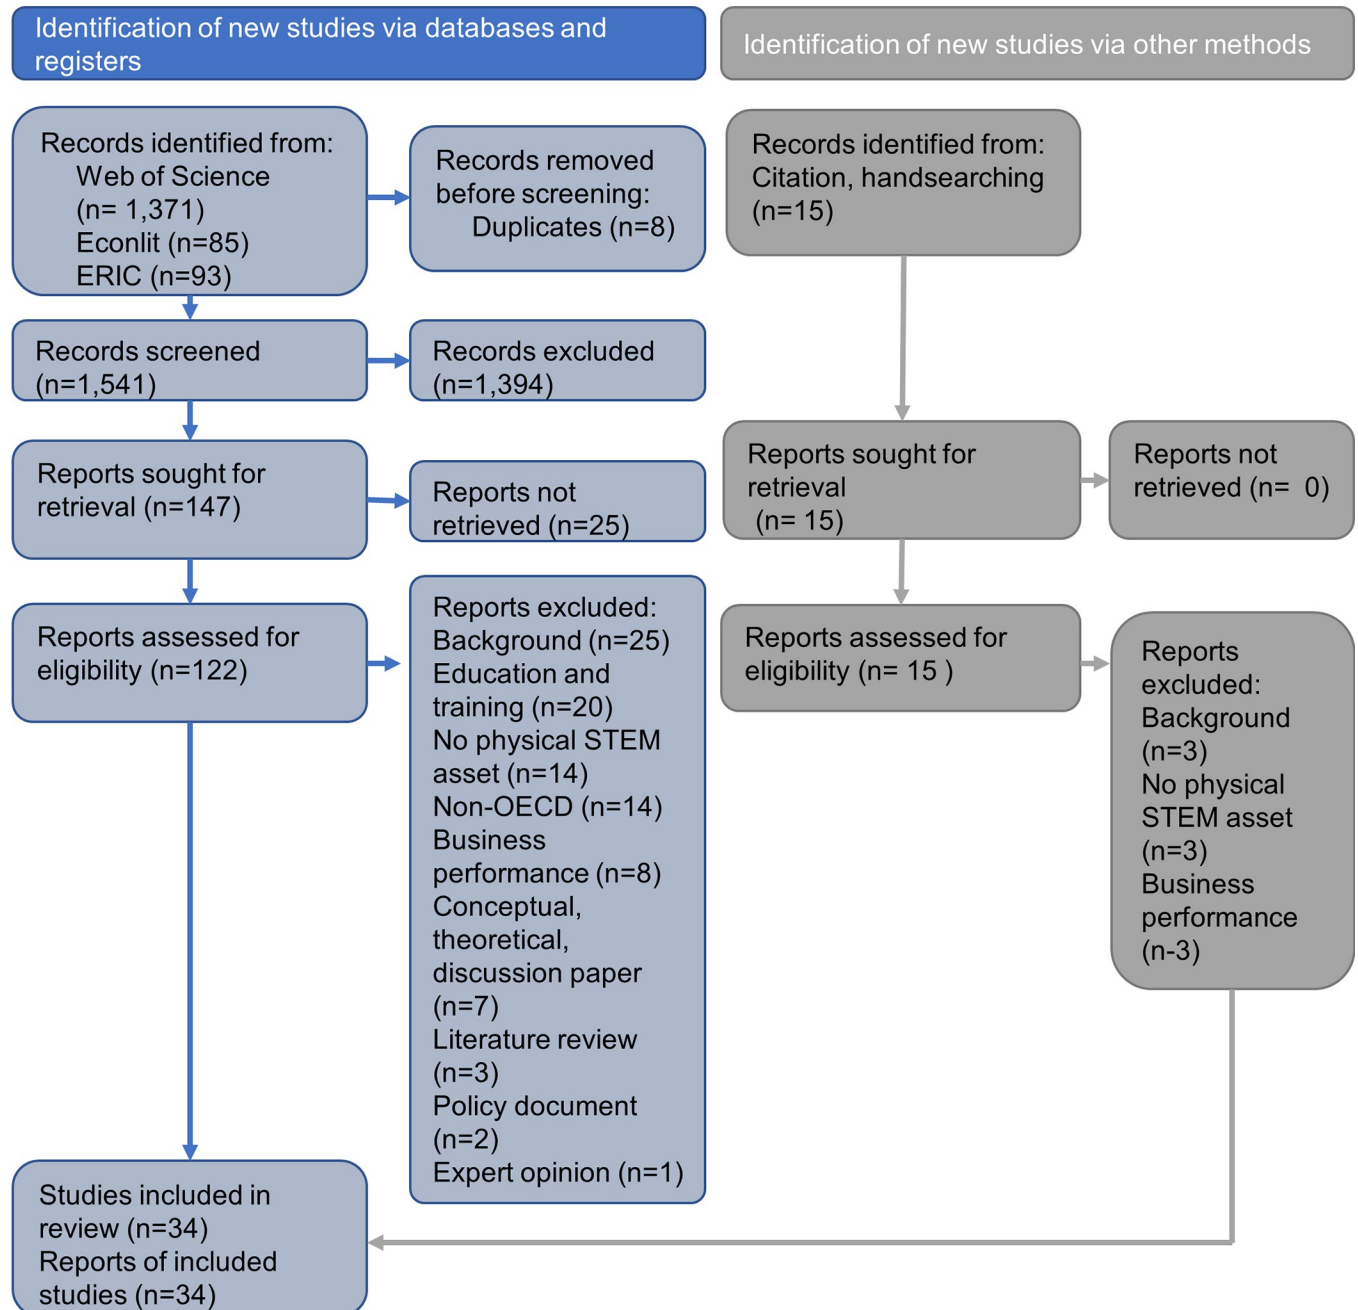 Identification of new studies via databases and
registers
Identification of new studies via other methods
Records identified from:
Web of Science
(n= 1,371)
Econlit (n=85)
ERIC (n=93)
Records removed
before screening:
Duplicates (n=8)
Records identified from:
Citation, handsearching
(n=15)
Records screened
(n=1,541)
Records excluded
(n=1,394)
Reports sought for
retrieval (n=147)
Reports not
retrieved (n=25)
Reports sought for
retrieval
(n= 15)
Reports not
retrieved (n=  0)
Reports assessed for
eligibility (n=122)
Reports excluded:
Background (n=25)
Education and
training (n=20)
No physical STEM
asset (n=14)
Non-OECD (n=14)
Business
performance (n=8)
Conceptual,
theoretical,
discussion paper
(n=7)
Literature review
(n=3)
Policy document
(n=2)
Expert opinion (n=1)
Reports assessed for
eligibility (n= 15 )
Reports
excluded:
Background
(n=3)
No physical
STEM asset
(n=3)
Business
performance
(n-3)
Studies included in
review (n=34)
Reports of included
studies (n=34)